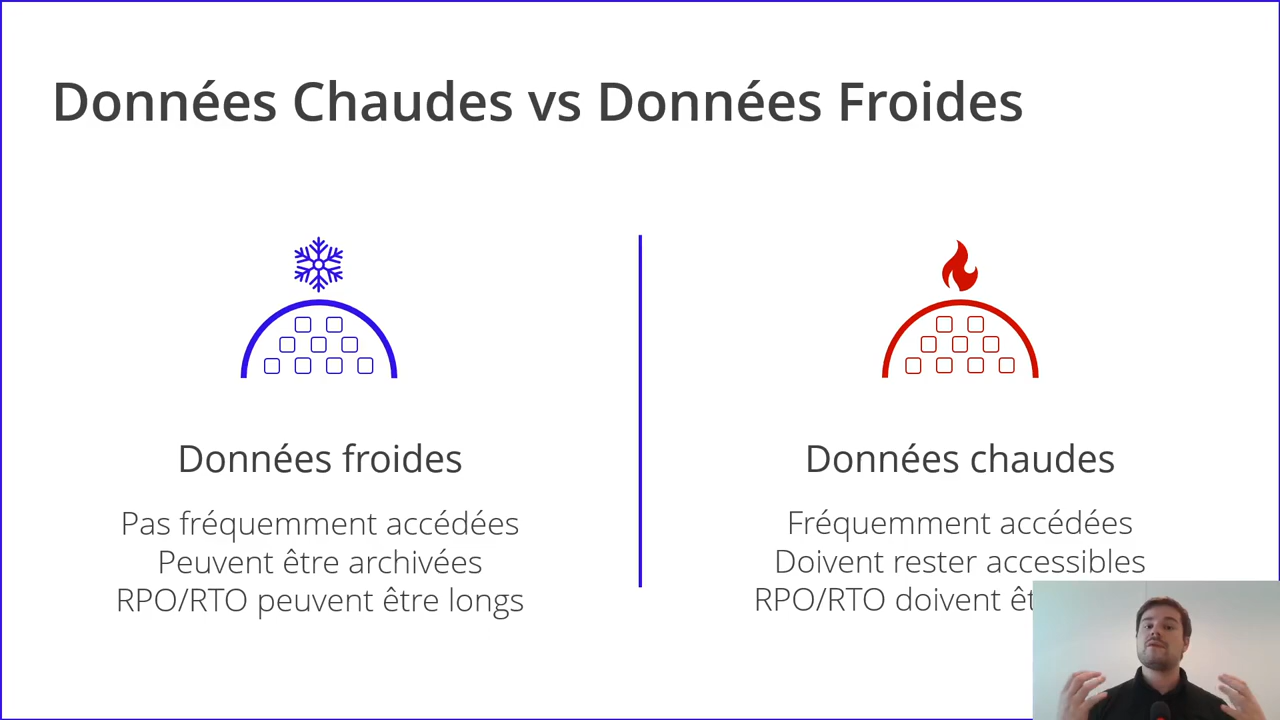 Données Chaudes vs Données Froides
Données froides
Pas fréquemment accédées
Peuvent être archivées
RPO/RTO peuvent être longs
Données chaudes
Fréquemment accédées
Doivent rester accessibles
RPO/RTO doivent